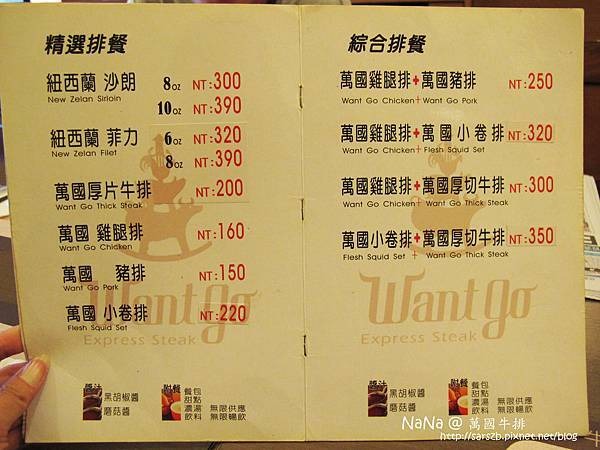 精選排餐
紐西蘭 沙朗 8oz NT:300
New Zelan Sirloin
10oz NT:390
紐西蘭 菲力 6oz NT:320
New Zelan Filet
8oz NT:390
萬國厚片牛排 NT:200
Want Go Thick Steak
萬國 雞腿排 NT:160
Want Go Chicken
萬國 豬排 NT:150
Want Go Pork
萬國 小卷排 NT:220
Flesh Squid Set
Want Go
Express Steak
醬汁
黑胡椒醬
蘑菇醬
附餐
餐包
甜點
濃湯 無限供應
飲料 無限暢飲
綜合排餐
萬國雞腿排+萬國豬排 NT:250
Want Go Chicken+Want Go Pork
萬國雞腿排+萬國小卷排 NT:320
Want Go Chicken+Flesh Squid Set
萬國雞腿排+萬國厚切牛排 NT:300
Want Go Chicken+Want Go Thick Steak
萬國小卷排+萬國厚切牛排 NT:350
Flesh Squid Set + Want Go Thick Steak
Want Go
Express Steak
醬汁
黑胡椒醬
蘑菇醬
附餐
餐包
甜點
濃湯 無限供應
飲料 無限暢飲
NaNa @ 萬國牛排
http://sarszb.pixnet.net/blog